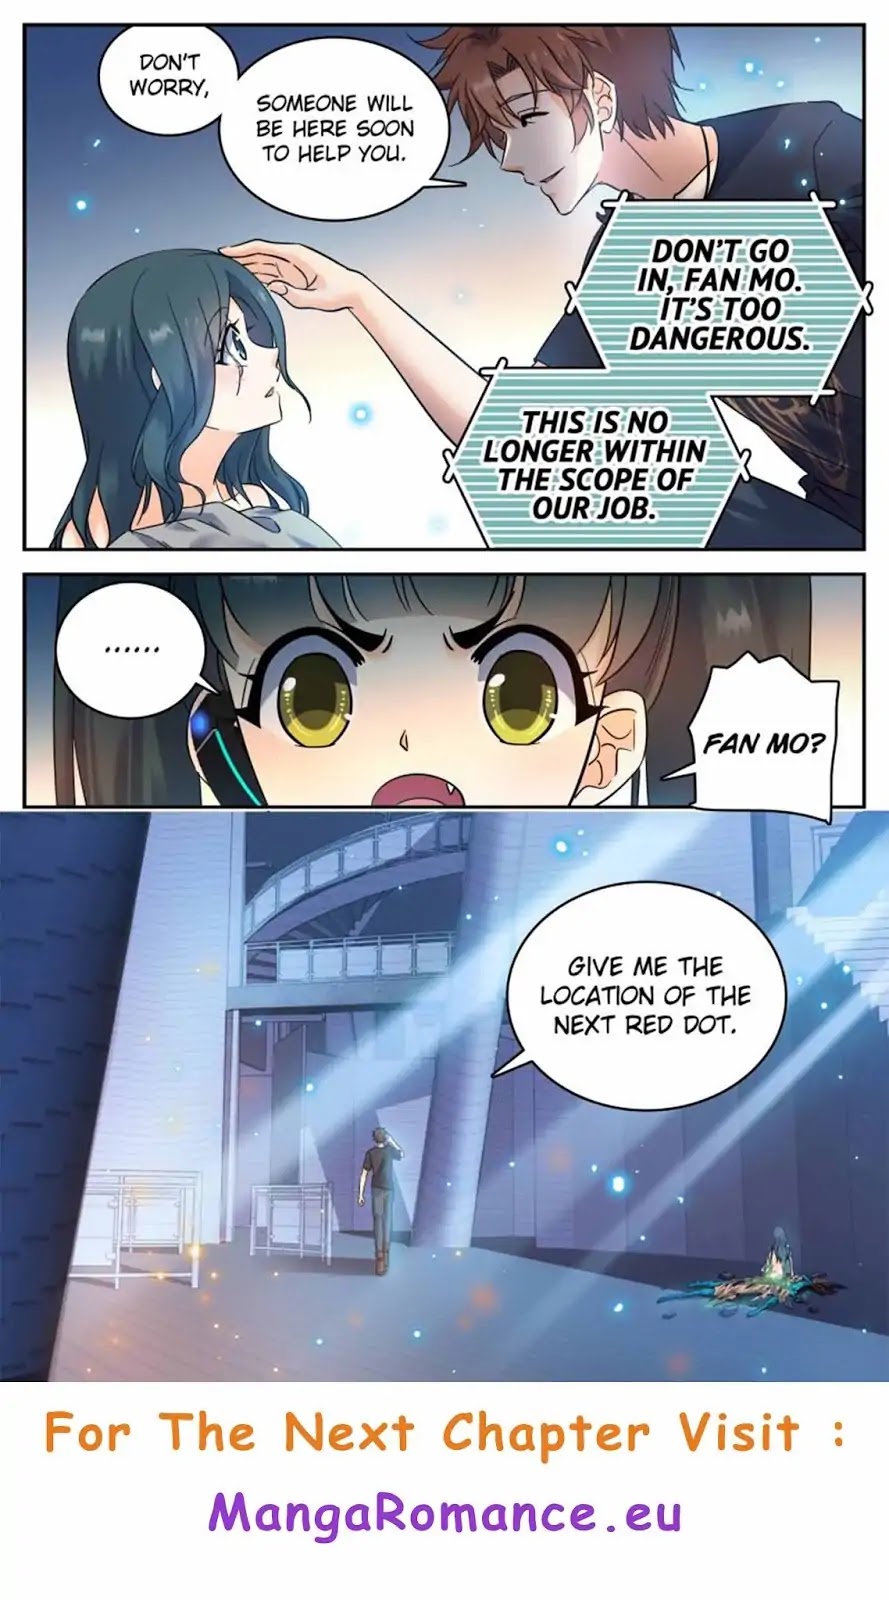 DON'T
WORRY,
SOMEONE WILL
BE HERE SOON
TO HELP YOU.
DON'T GO
IN, FAN MO.
IT'S TOO
DANGEROUS.
THIS IS NO
LONGER WITHIN
THE SCOPE OF
OUR JOB.
......
FAN MO?
GIVE ME THE
LOCATION OF THE
NEXT RED DOT.
For The Next Chapter Visit :
MangaRomance.eu